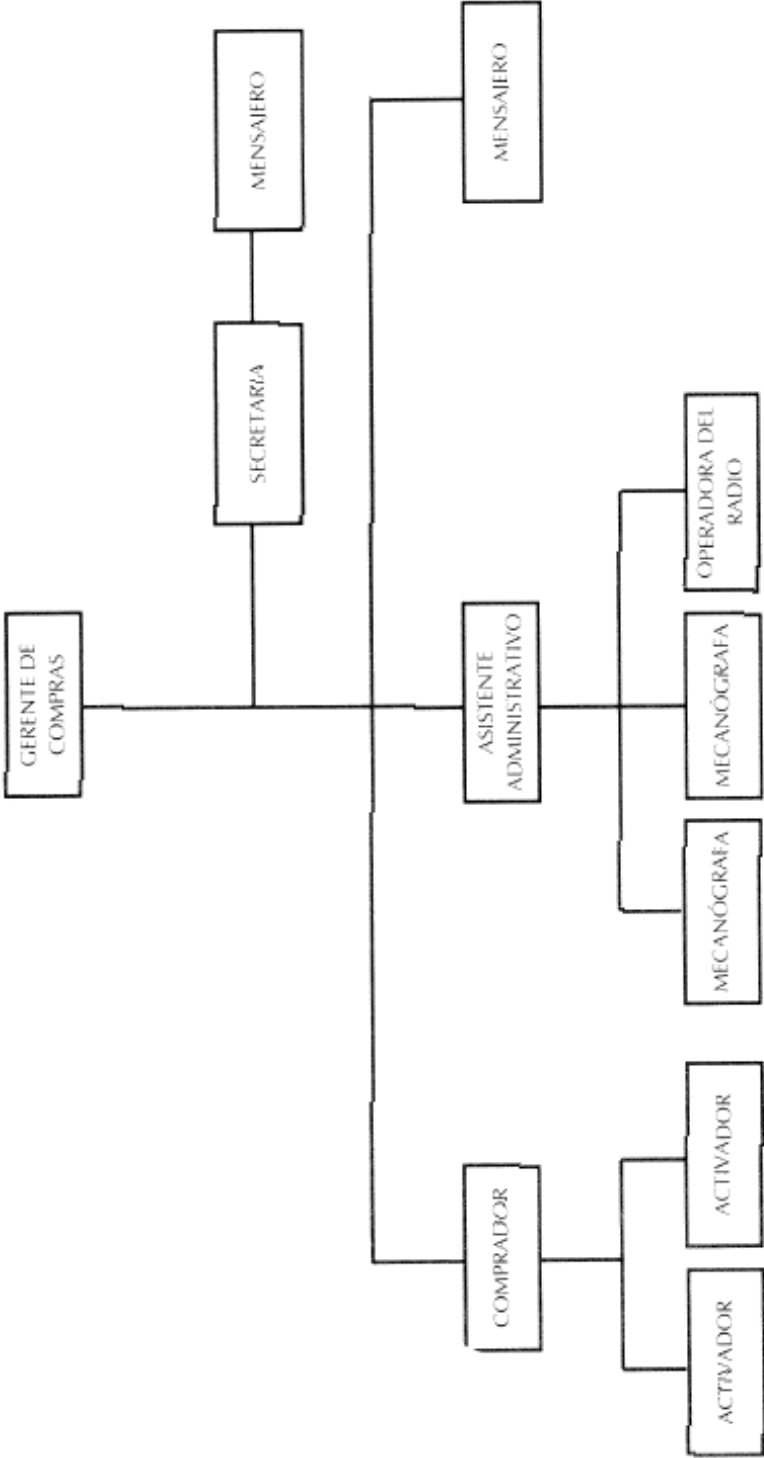 GERENTE DE
COMPRAS
SECRETARIA
MENSAJERO
COMPRADOR
ASISTENTE
ADMINISTRATIVO
MENSAJERO
ACTIVADOR
ACTIVADOR
MECANÓGRAFA
MECANÓGRAFA
OPERADORA DEL
RADIO